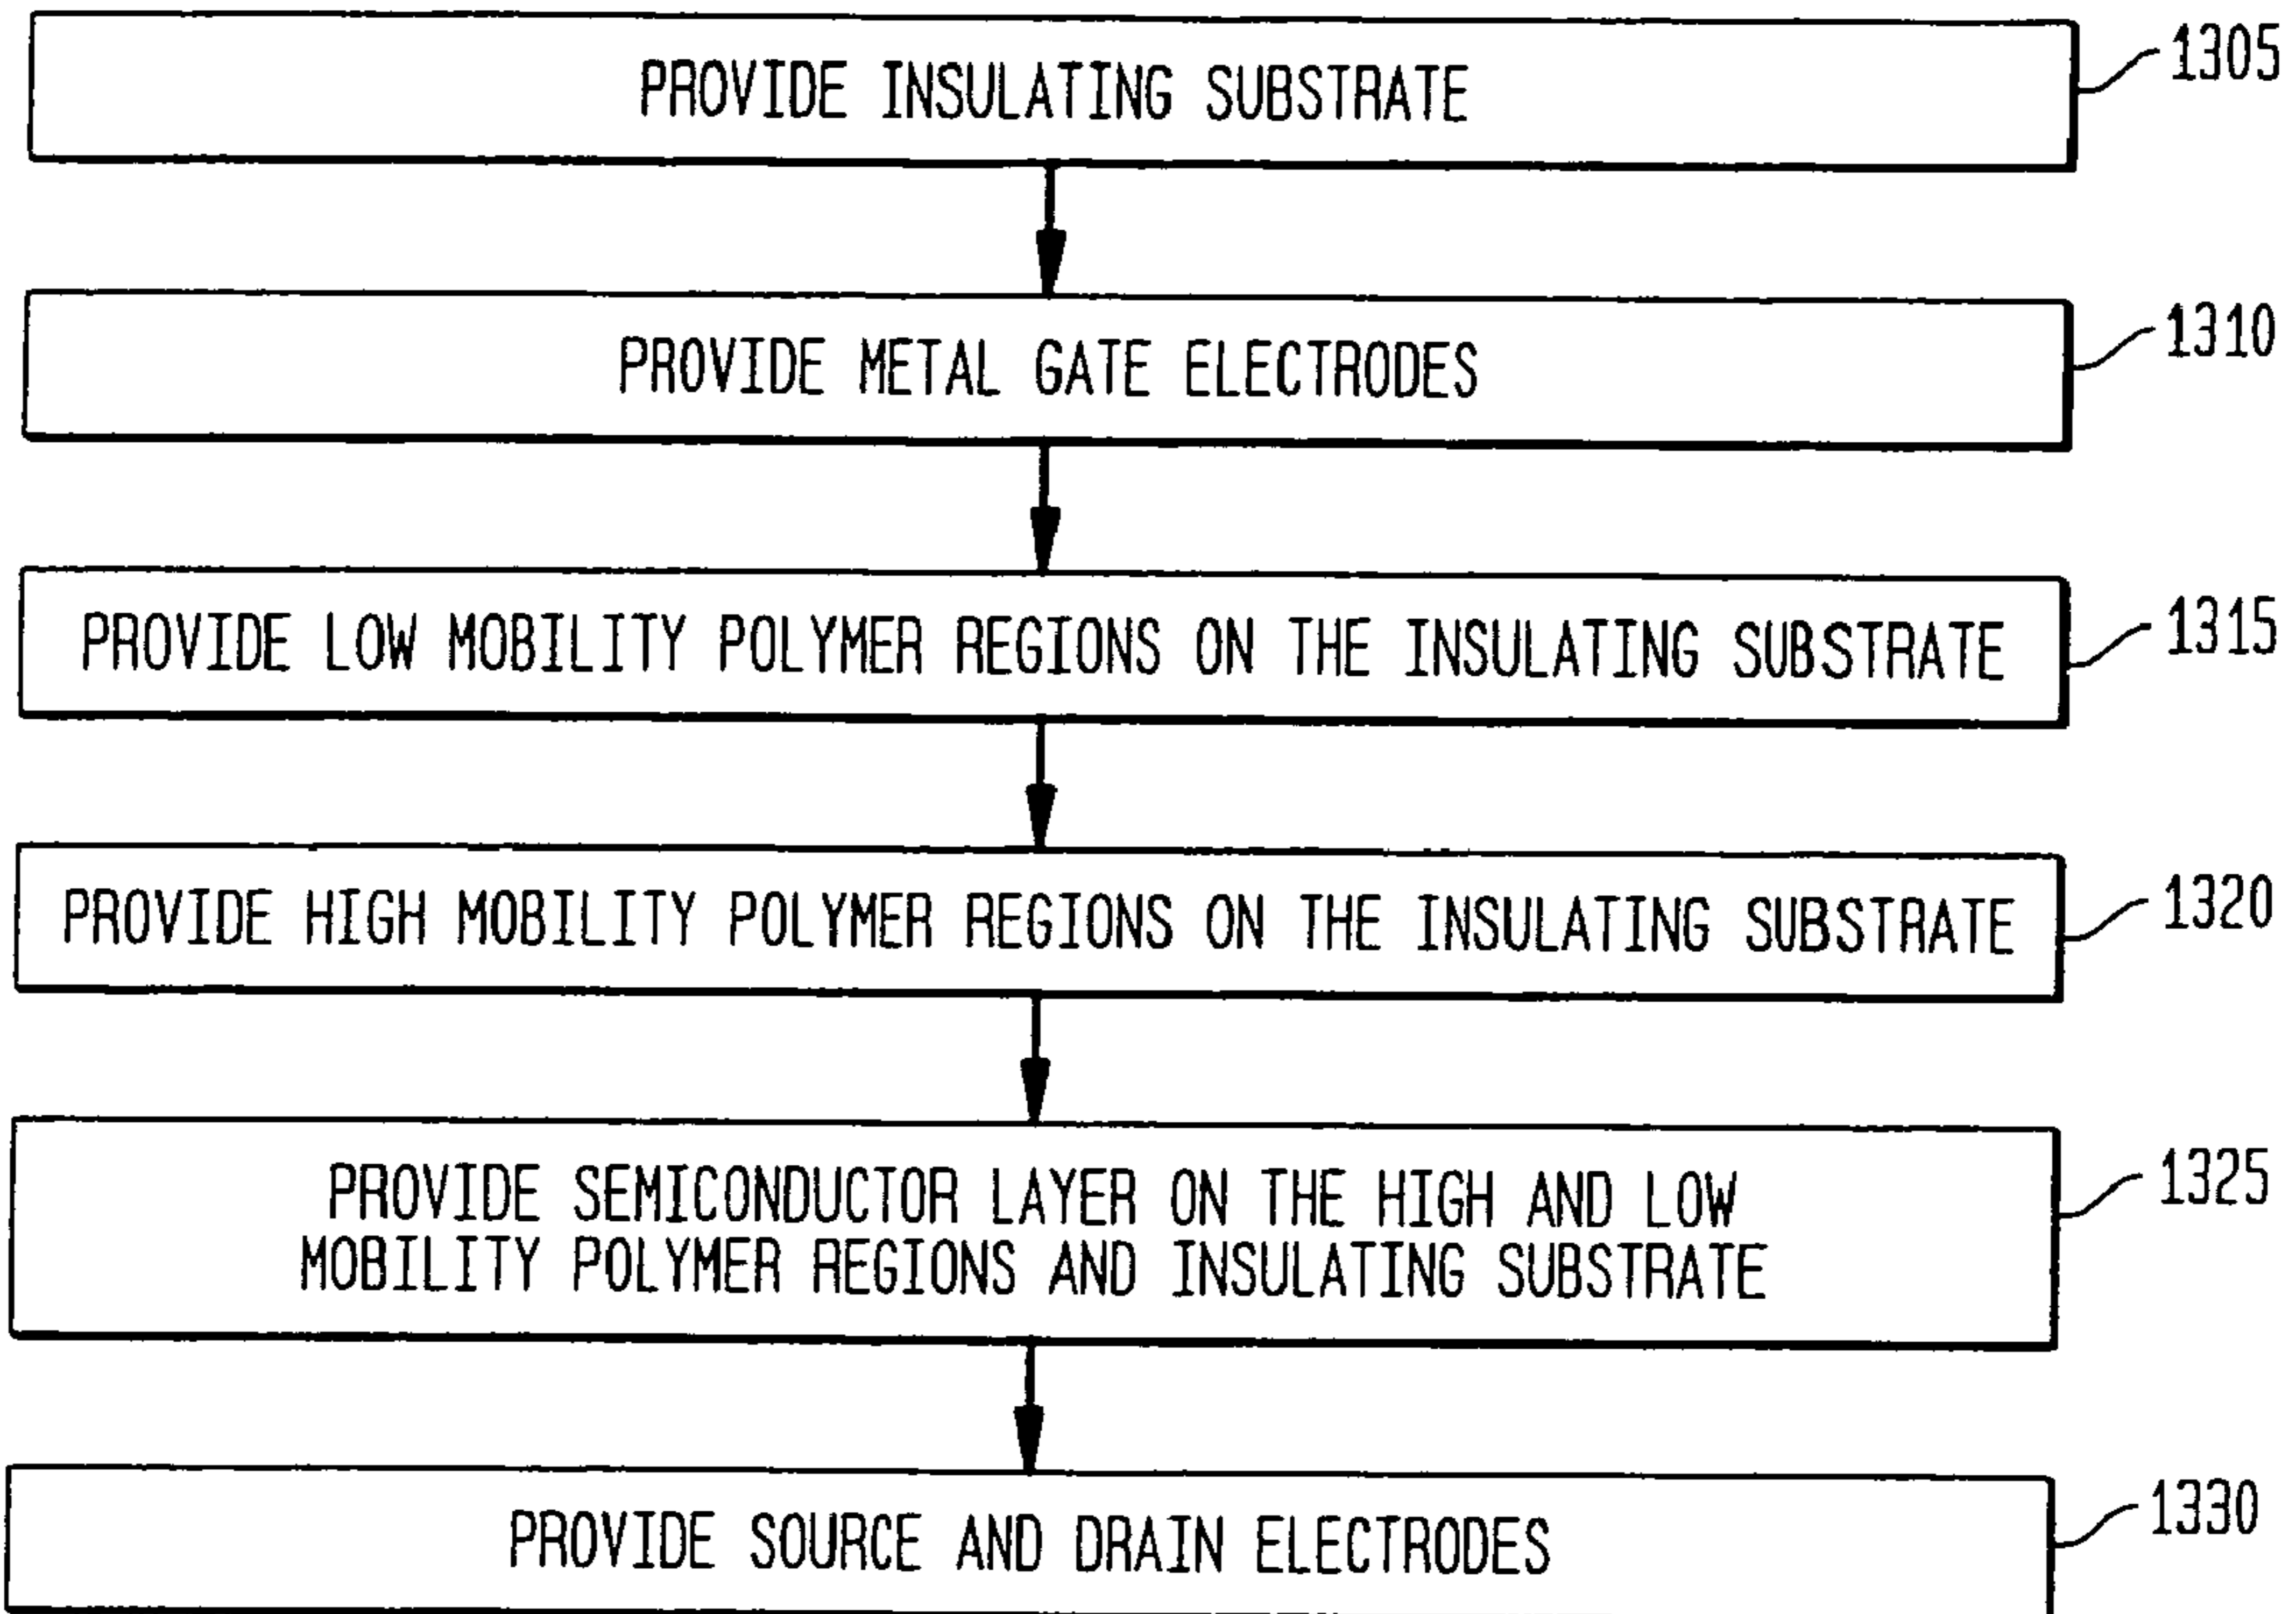 PROVIDE INSULATING SUBSTRATE
1305
PROVIDE METAL GATE ELECTRODES
1310
PROVIDE LOW MOBILITY POLYMER REGIONS ON THE INSULATING SUBSTRATE
1315
PROVIDE HIGH MOBILITY POLYMER REGIONS ON THE INSULATING SUBSTRATE
1320
PROVIDE SEMICONDUCTOR LAYER ON THE HIGH AND LOW
MOBILITY POLYMER REGIONS AND INSULATING SUBSTRATE
1325
PROVIDE SOURCE AND DRAIN ELECTRODES
1330